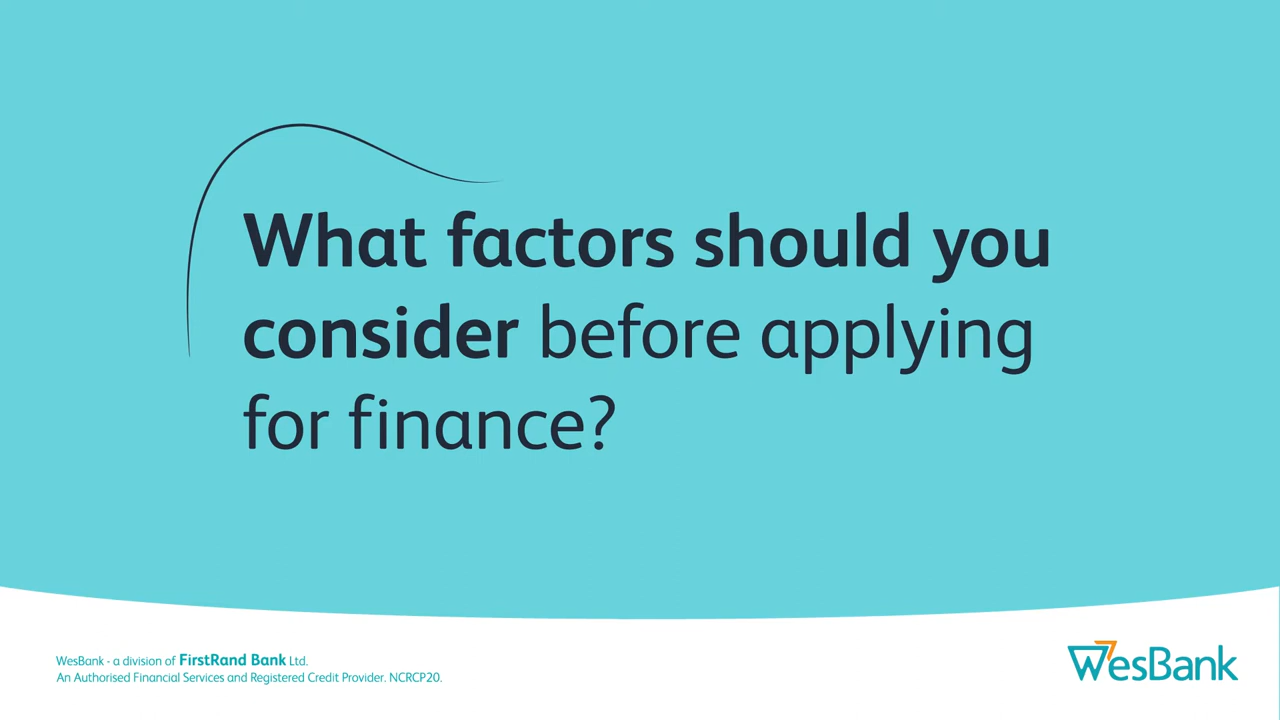 What factors should you
consider before applying
for finance?
WesBank - a division of FirstRand Bank Ltd.
An Authorised Financial Services and Registered Credit Provider. NCRCP20.
WesBank